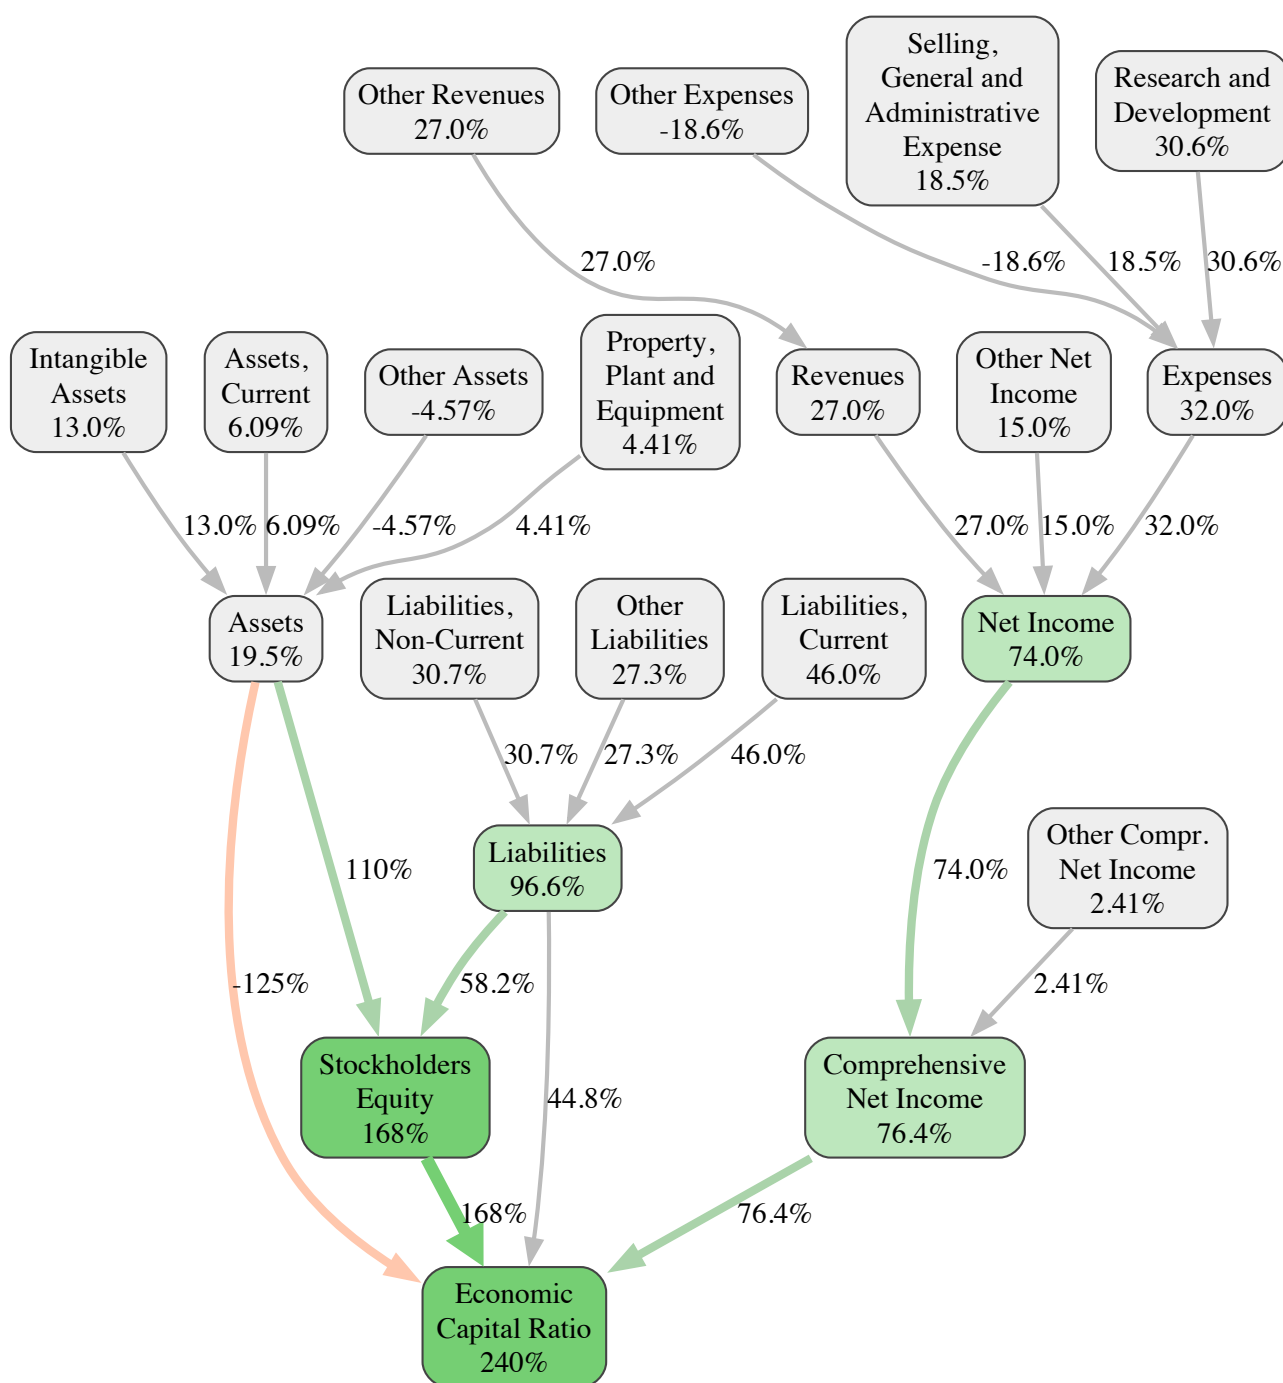 Other Revenues
27.0%
Other Expenses
-18.6%
Selling,
General and
Administrative
Expense
18.5%
Research and
Development
30.6%
27.0%
-18.6%
18.5%
30.6%
Intangible
Assets
13.0%
Assets,
Current
6.09%
Other Assets
-4.57%
Property,
Plant and
Equipment
4.41%
Revenues
27.0%
Other Net
Income
15.0%
Expenses
32.0%
13.0%
6.09%
-4.57%
4.41%
27.0%
15.0%
32.0%
Assets
19.5%
Liabilities,
Non-Current
30.7%
Other
Liabilities
27.3%
Liabilities,
Current
46.0%
Net Income
74.0%
30.7%
27.3%
46.0%
110%
Liabilities
96.6%
74.0%
Other Compr.
Net Income
2.41%
-125%
58.2%
2.41%
Stockholders
Equity
168%
44.8%
Comprehensive
Net Income
76.4%
168%
76.4%
Economic
Capital Ratio
240%